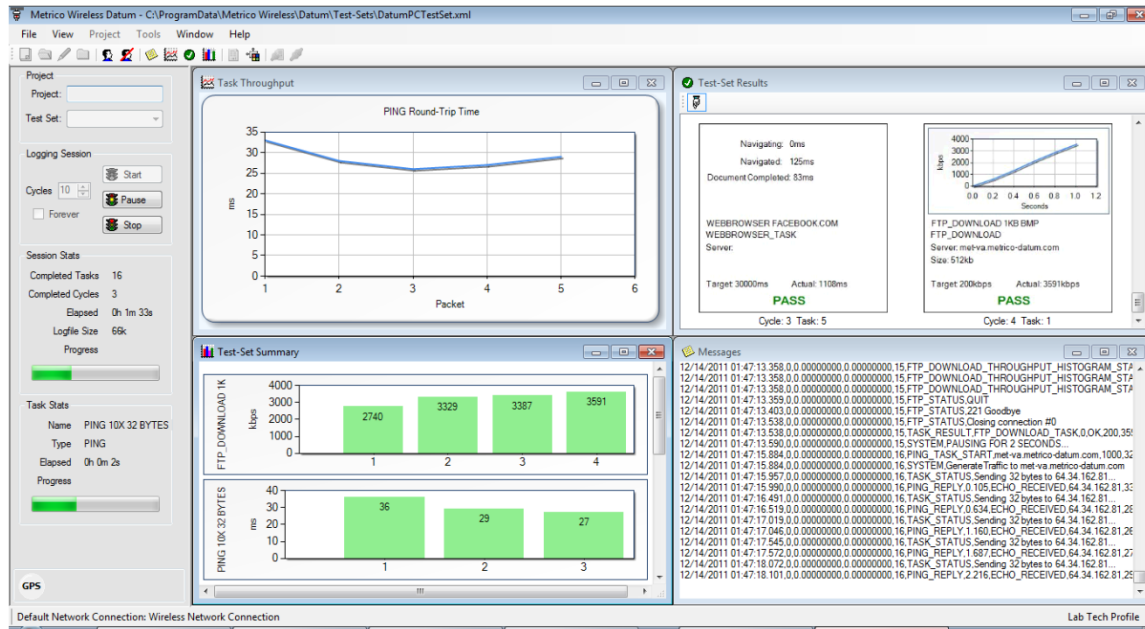 Metrico Wireless Datum - C:\ProgramData\Metrico Wireless\Datum\Test-Sets\DatumPCTestSet.xml
File View Project Tools Window Help
Project
Project:
Test Set:
Logging Session
Cycles 10
Start
Forever
Pause
Stop
Session Stats
Completed Tasks 16
Completed Cycles 3
Elapsed 0h 1m 33s
Logfile Size 66k
Progress
Task Stats
Name PING 10X 32 BYTES
Type PING
Elapsed 0h 0m 2s
Progress
GPS
Task Throughput
PING Round-Trip Time
35
30
25
20
15
10
5
0
ms
1 2 3 4 5 6
Packet
Test-Set Results
Navigating: 0ms
Navigated: 125ms
Document Completed: 83ms
WEBBROWSER FACEBOOK.COM
WEBBROWSER_TASK
Server:
Target 30000ms Actual: 1108ms
PASS
Cycle: 3 Task: 5
4000
3000
2000
1000
0
kbps
0.0 0.2 0.4 0.6 0.8 1.0 1.2
Seconds
FTP_DOWNLOAD 1KB BMP
FTP_DOWNLOAD
Server: met-va.metrico-datum.com
Size: 512kb
Target 200kbps Actual: 3591kbps
PASS
Cycle: 4 Task: 1
Test-Set Summary
FTP_DOWNLOAD 1K
kbps
4000
3000
2000
1000
0
2740 3329 3387 3591
1 2 3 4
PING 10X 32 BYTES
ms
40
30
20
10
0
36 29 27
1 2 3
Messages
12/14/2011 01:47:13.358,0,0.00000000,0.00000000,15,FTP_DOWNLOAD_THROUGHPUT_HISTOGRAM_STA
12/14/2011 01:47:13.358,0,0.00000000,0.00000000,15,FTP_DOWNLOAD_THROUGHPUT_HISTOGRAM_STA
12/14/2011 01:47:13.358,0,0.00000000,0.00000000,15,FTP_DOWNLOAD_THROUGHPUT_HISTOGRAM_STA
12/14/2011 01:47:13.359,0,0.00000000,0.00000000,15,FTP_STATUS,QUIT
12/14/2011 01:47:13.403,0,0.00000000,0.00000000,15,FTP_STATUS,221 Goodbye
12/14/2011 01:47:13.538,0,0.00000000,0.00000000,15,FTP_STATUS,Closing connection #0
12/14/2011 01:47:13.538,0,0.00000000,0.00000000,15,TASK_RESULT,FTP_DOWNLOAD_TASK,0,OK,200,359
12/14/2011 01:47:13.590,0,0.00000000,0.00000000,15,SYSTEM,PAUSING FOR 2 SECONDS...
12/14/2011 01:47:15.884,0,0.00000000,0.00000000,16,PING_TASK_START,met-va.metrico-datum.com,1000,32
12/14/2011 01:47:15.884,0,0.00000000,0.00000000,16,SYSTEM,GenerateTraffic to met-va.metrico-datum.com
12/14/2011 01:47:15.957,0,0.00000000,0.00000000,16,TASK_STATUS,Sending 32 bytes to 64.34.162.81...
12/14/2011 01:47:15.990,0,0.00000000,0.00000000,16,PING_REPLY,0.105,ECHO_RECEIVED,64.34.162.81,33
12/14/2011 01:47:16.491,0,0.00000000,0.00000000,16,TASK_STATUS,Sending 32 bytes to 64.34.162.81...
12/14/2011 01:47:16.519,0,0.00000000,0.00000000,16,PING_REPLY,0.634,ECHO_RECEIVED,64.34.162.81,28
12/14/2011 01:47:17.019,0,0.00000000,0.00000000,16,TASK_STATUS,Sending 32 bytes to 64.34.162.81...
12/14/2011 01:47:17.046,0,0.00000000,0.00000000,16,PING_REPLY,1.160,ECHO_RECEIVED,64.34.162.81,26
12/14/2011 01:47:17.545,0,0.00000000,0.00000000,16,TASK_STATUS,Sending 32 bytes to 64.34.162.81...
12/14/2011 01:47:17.572,0,0.00000000,0.00000000,16,PING_REPLY,1.687,ECHO_RECEIVED,64.34.162.81,27
12/14/2011 01:47:18.072,0,0.00000000,0.00000000,16,TASK_STATUS,Sending 32 bytes to 64.34.162.81...
12/14/2011 01:47:18.101,0,0.00000000,0.00000000,16,PING_REPLY,2.216,ECHO_RECEIVED,64.34.162.81,29
Default Network Connection: Wireless Network Connection
Lab Tech Profile